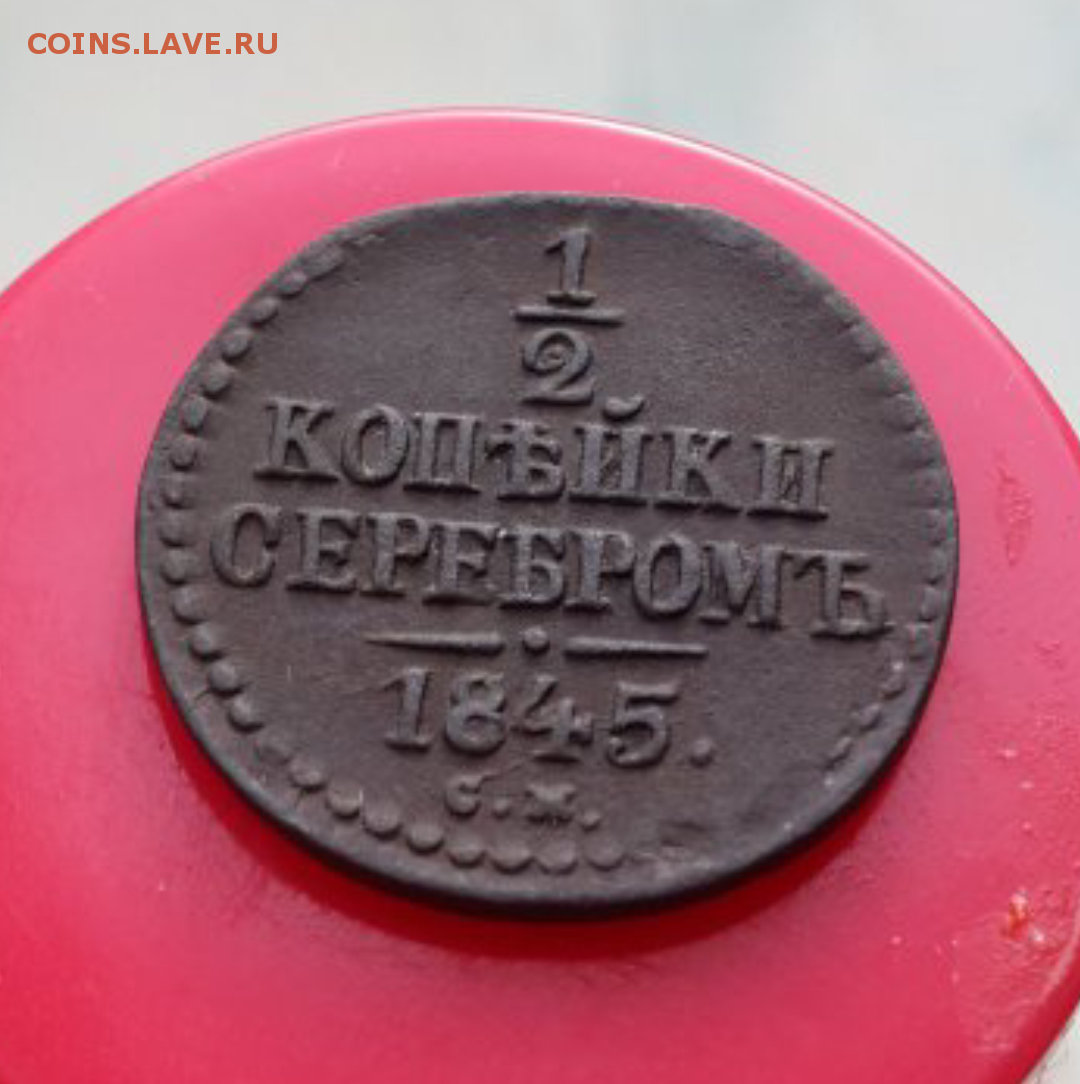 COINS.LAVE.RU
1
2
КОПѢЙКИ
СЕРЕБРОМЪ
1845.
С.М.